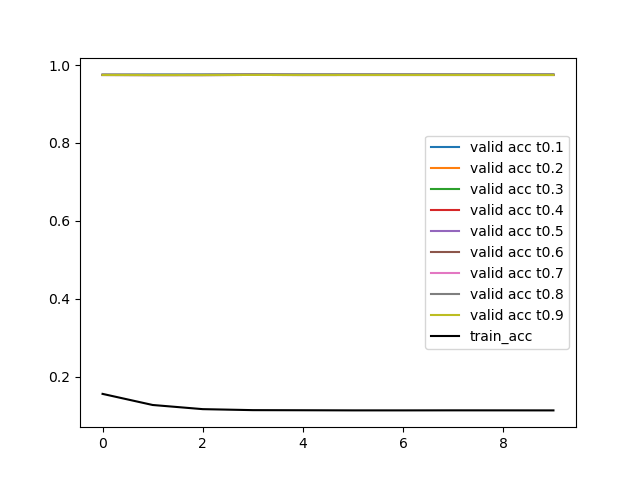 1.0
0.8
0.6
0.4
0.2
0 2 4 6 8
valid acc t0.1
valid acc t0.2
valid acc t0.3
valid acc t0.4
valid acc t0.5
valid acc t0.6
valid acc t0.7
valid acc t0.8
valid acc t0.9
train_acc